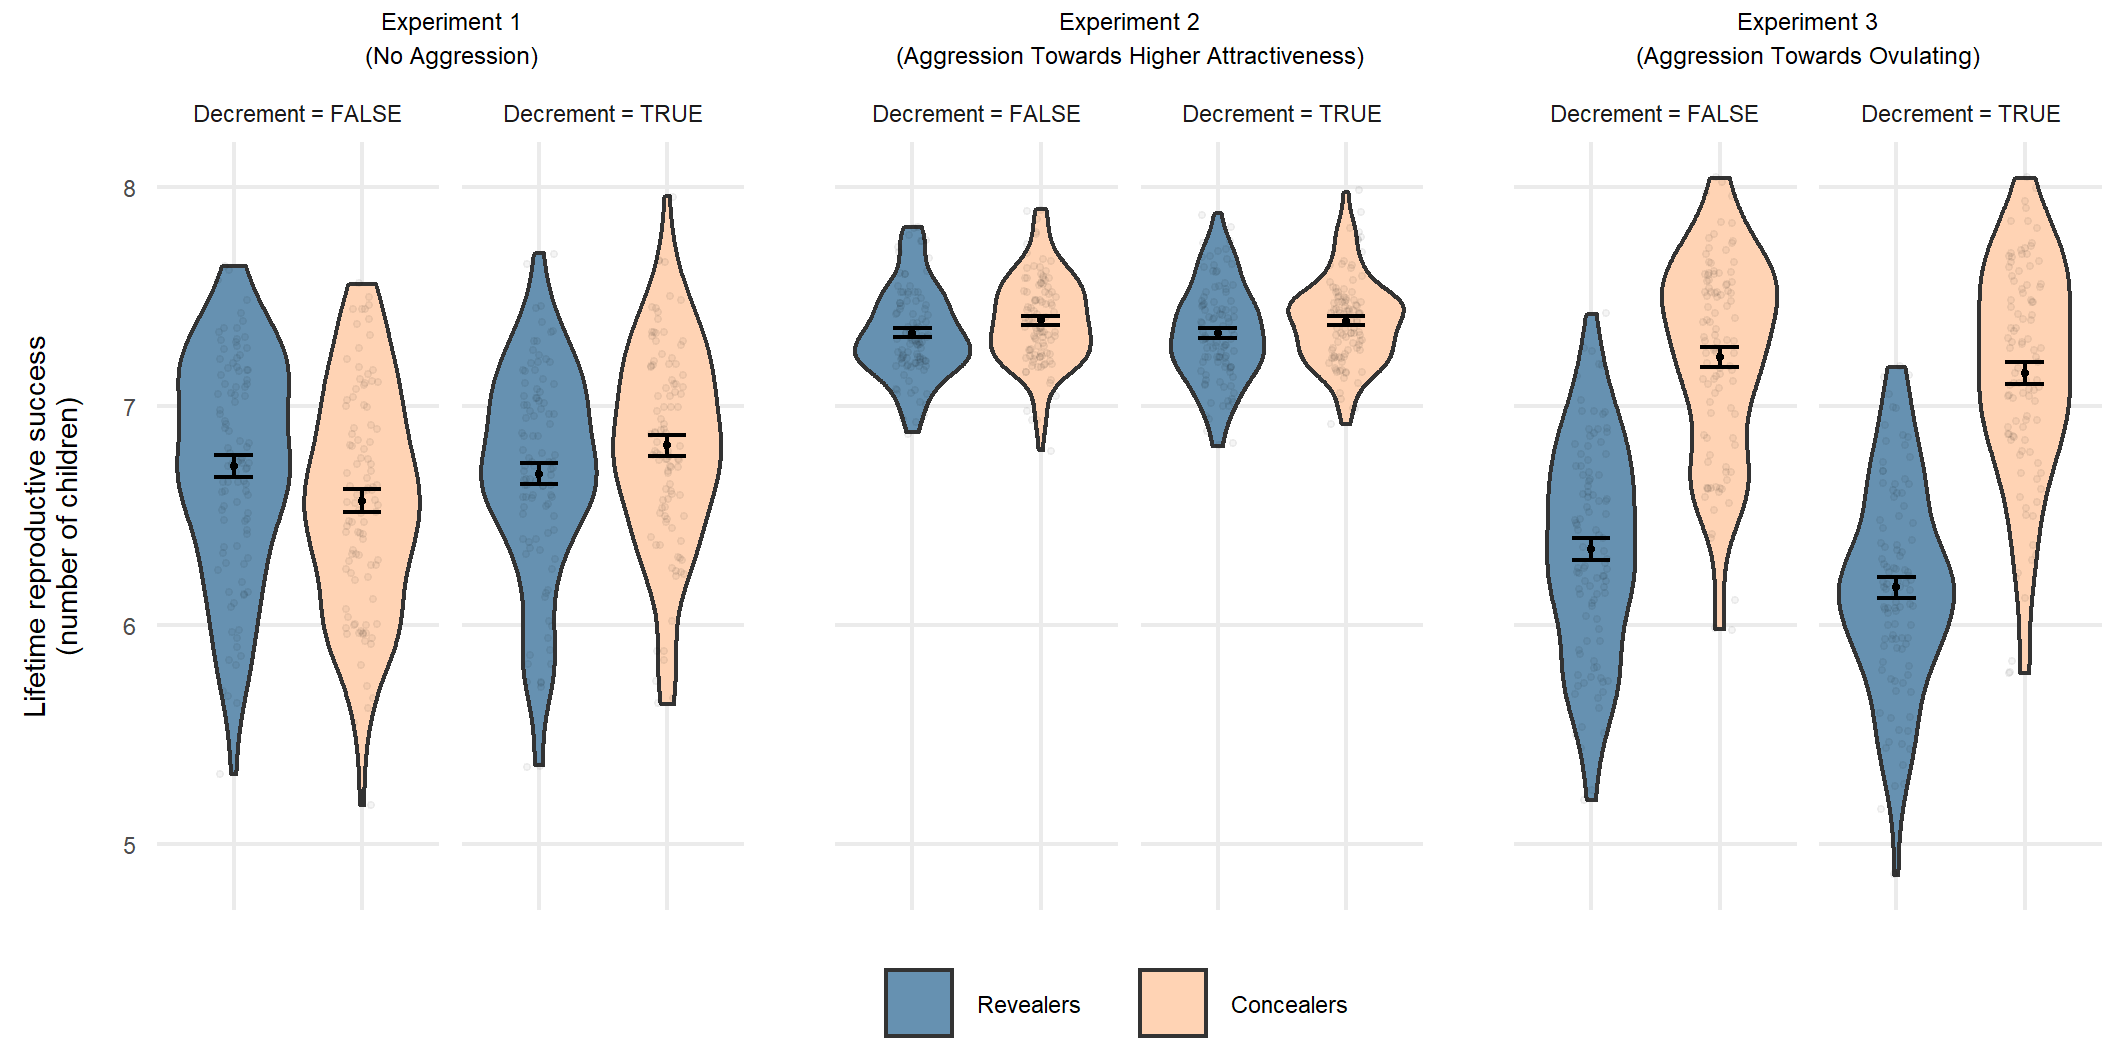 Experiment 1
(No Aggression)
Experiment 2
(Aggression Towards Higher Attractiveness)
Experiment 3
(Aggression Towards Ovulating)
Decrement = FALSE
Decrement = TRUE
Decrement = FALSE
Decrement = TRUE
Decrement = FALSE
Decrement = TRUE
Lifetime reproductive success
(number of children)
8
7
6
5
Revealers
Concealers